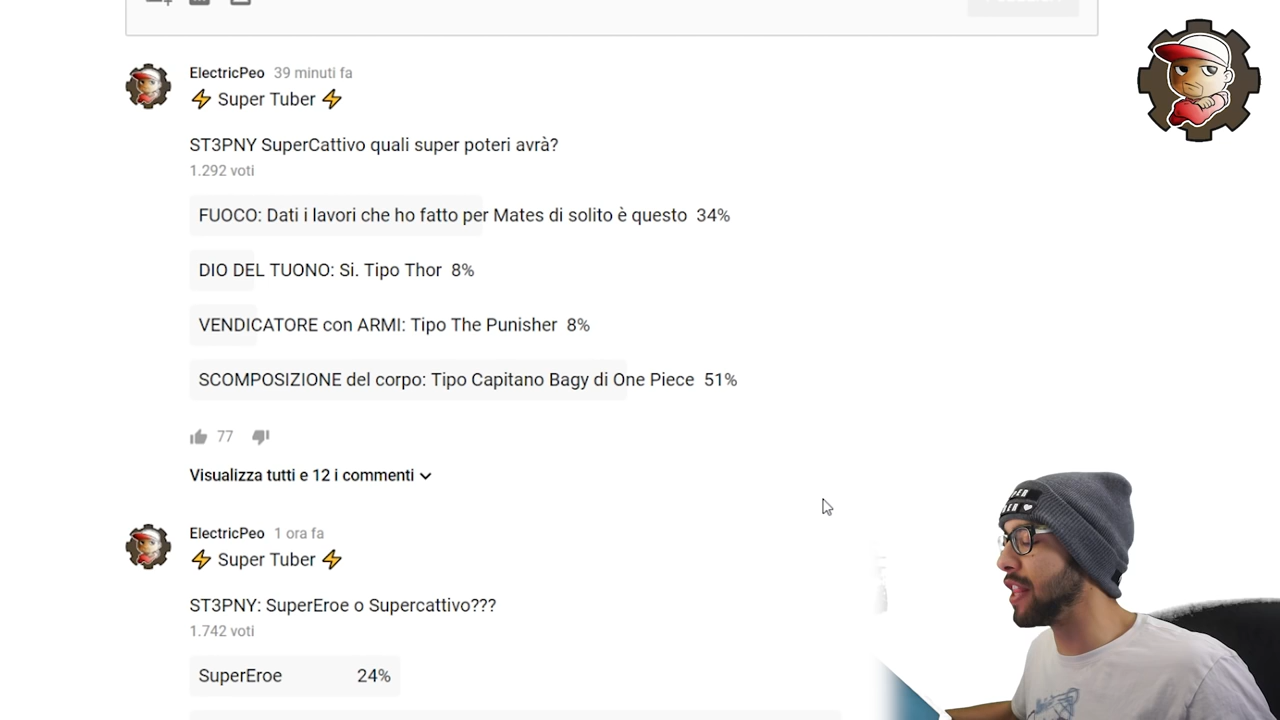 ElectricPeo 39 minuti fa
⚡ Super Tuber ⚡
ST3PNY SuperCattivo quali super poteri avrà?
1.292 voti
FUOCO: Dati i lavori che ho fatto per Mates di solito è questo 34%
DIO DEL TUONO: Si. Tipo Thor 8%
VENDICATORE con ARMI: Tipo The Punisher 8%
SCOMPOSIZIONE del corpo: Tipo Capitano Bagy di One Piece 51%
77
Visualizza tutti e 12 i commenti
ElectricPeo 1 ora fa
⚡ Super Tuber ⚡
ST3PNY: SuperEroe o Supercattivo???
1.742 voti
SuperEroe 24%